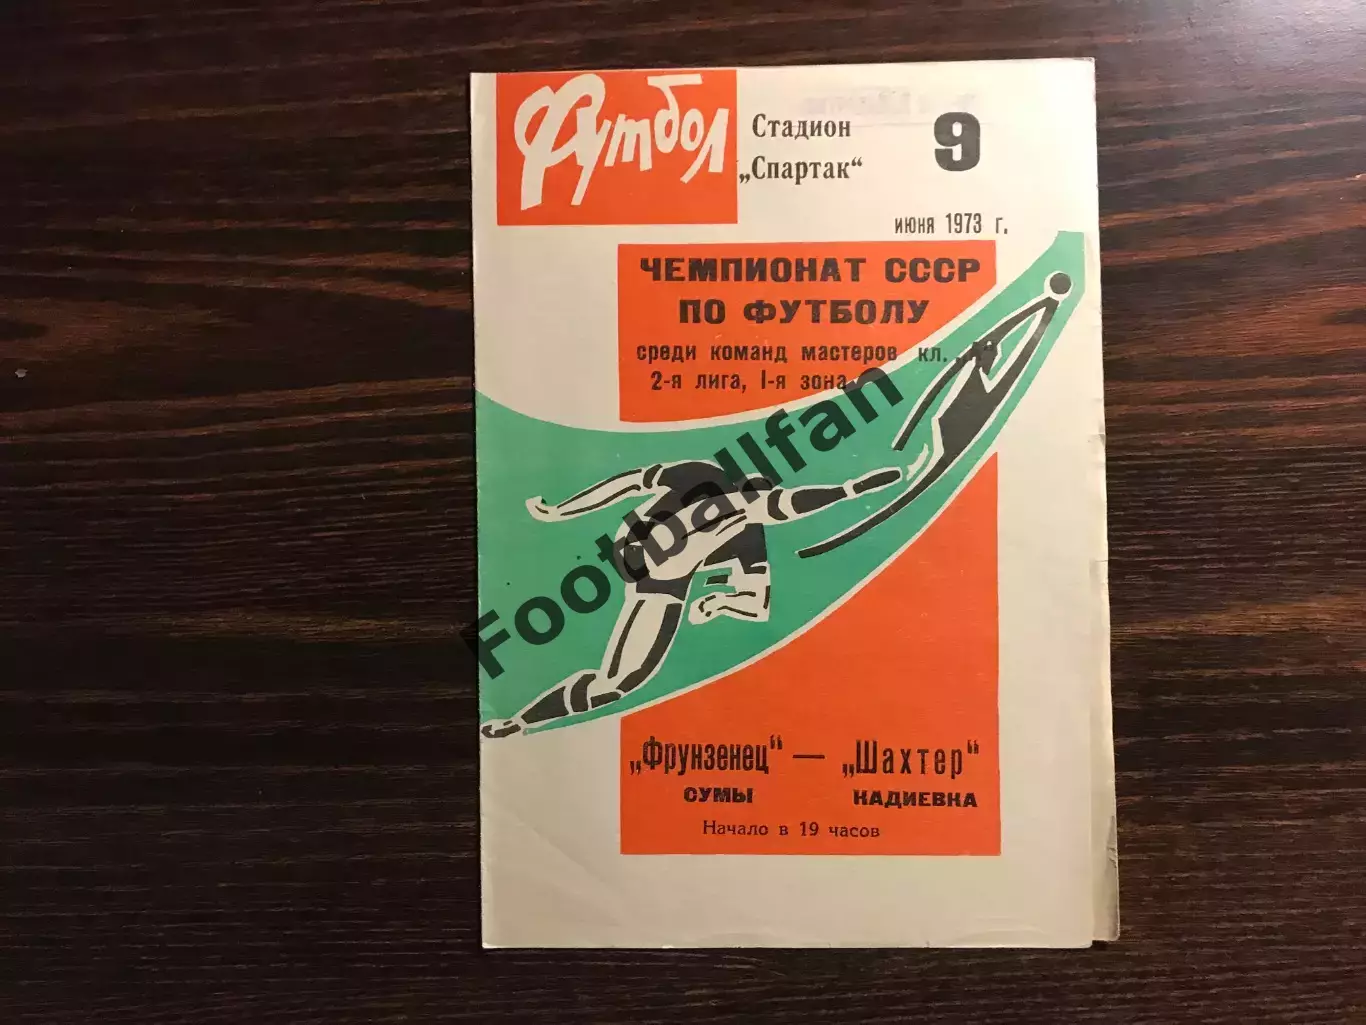 Футбол
Стадион
„Спартак“
9
июня 1973 г.
ЧЕМПИОНАТ СССР
ПО ФУТБОЛУ
среди команд мастеров кл. „А“
2-я лига, I-я зона
Footballfan
„Фрунзенец“ — „Шахтер“
СУМЫ КАДИЕВКА
Начало в 19 часов